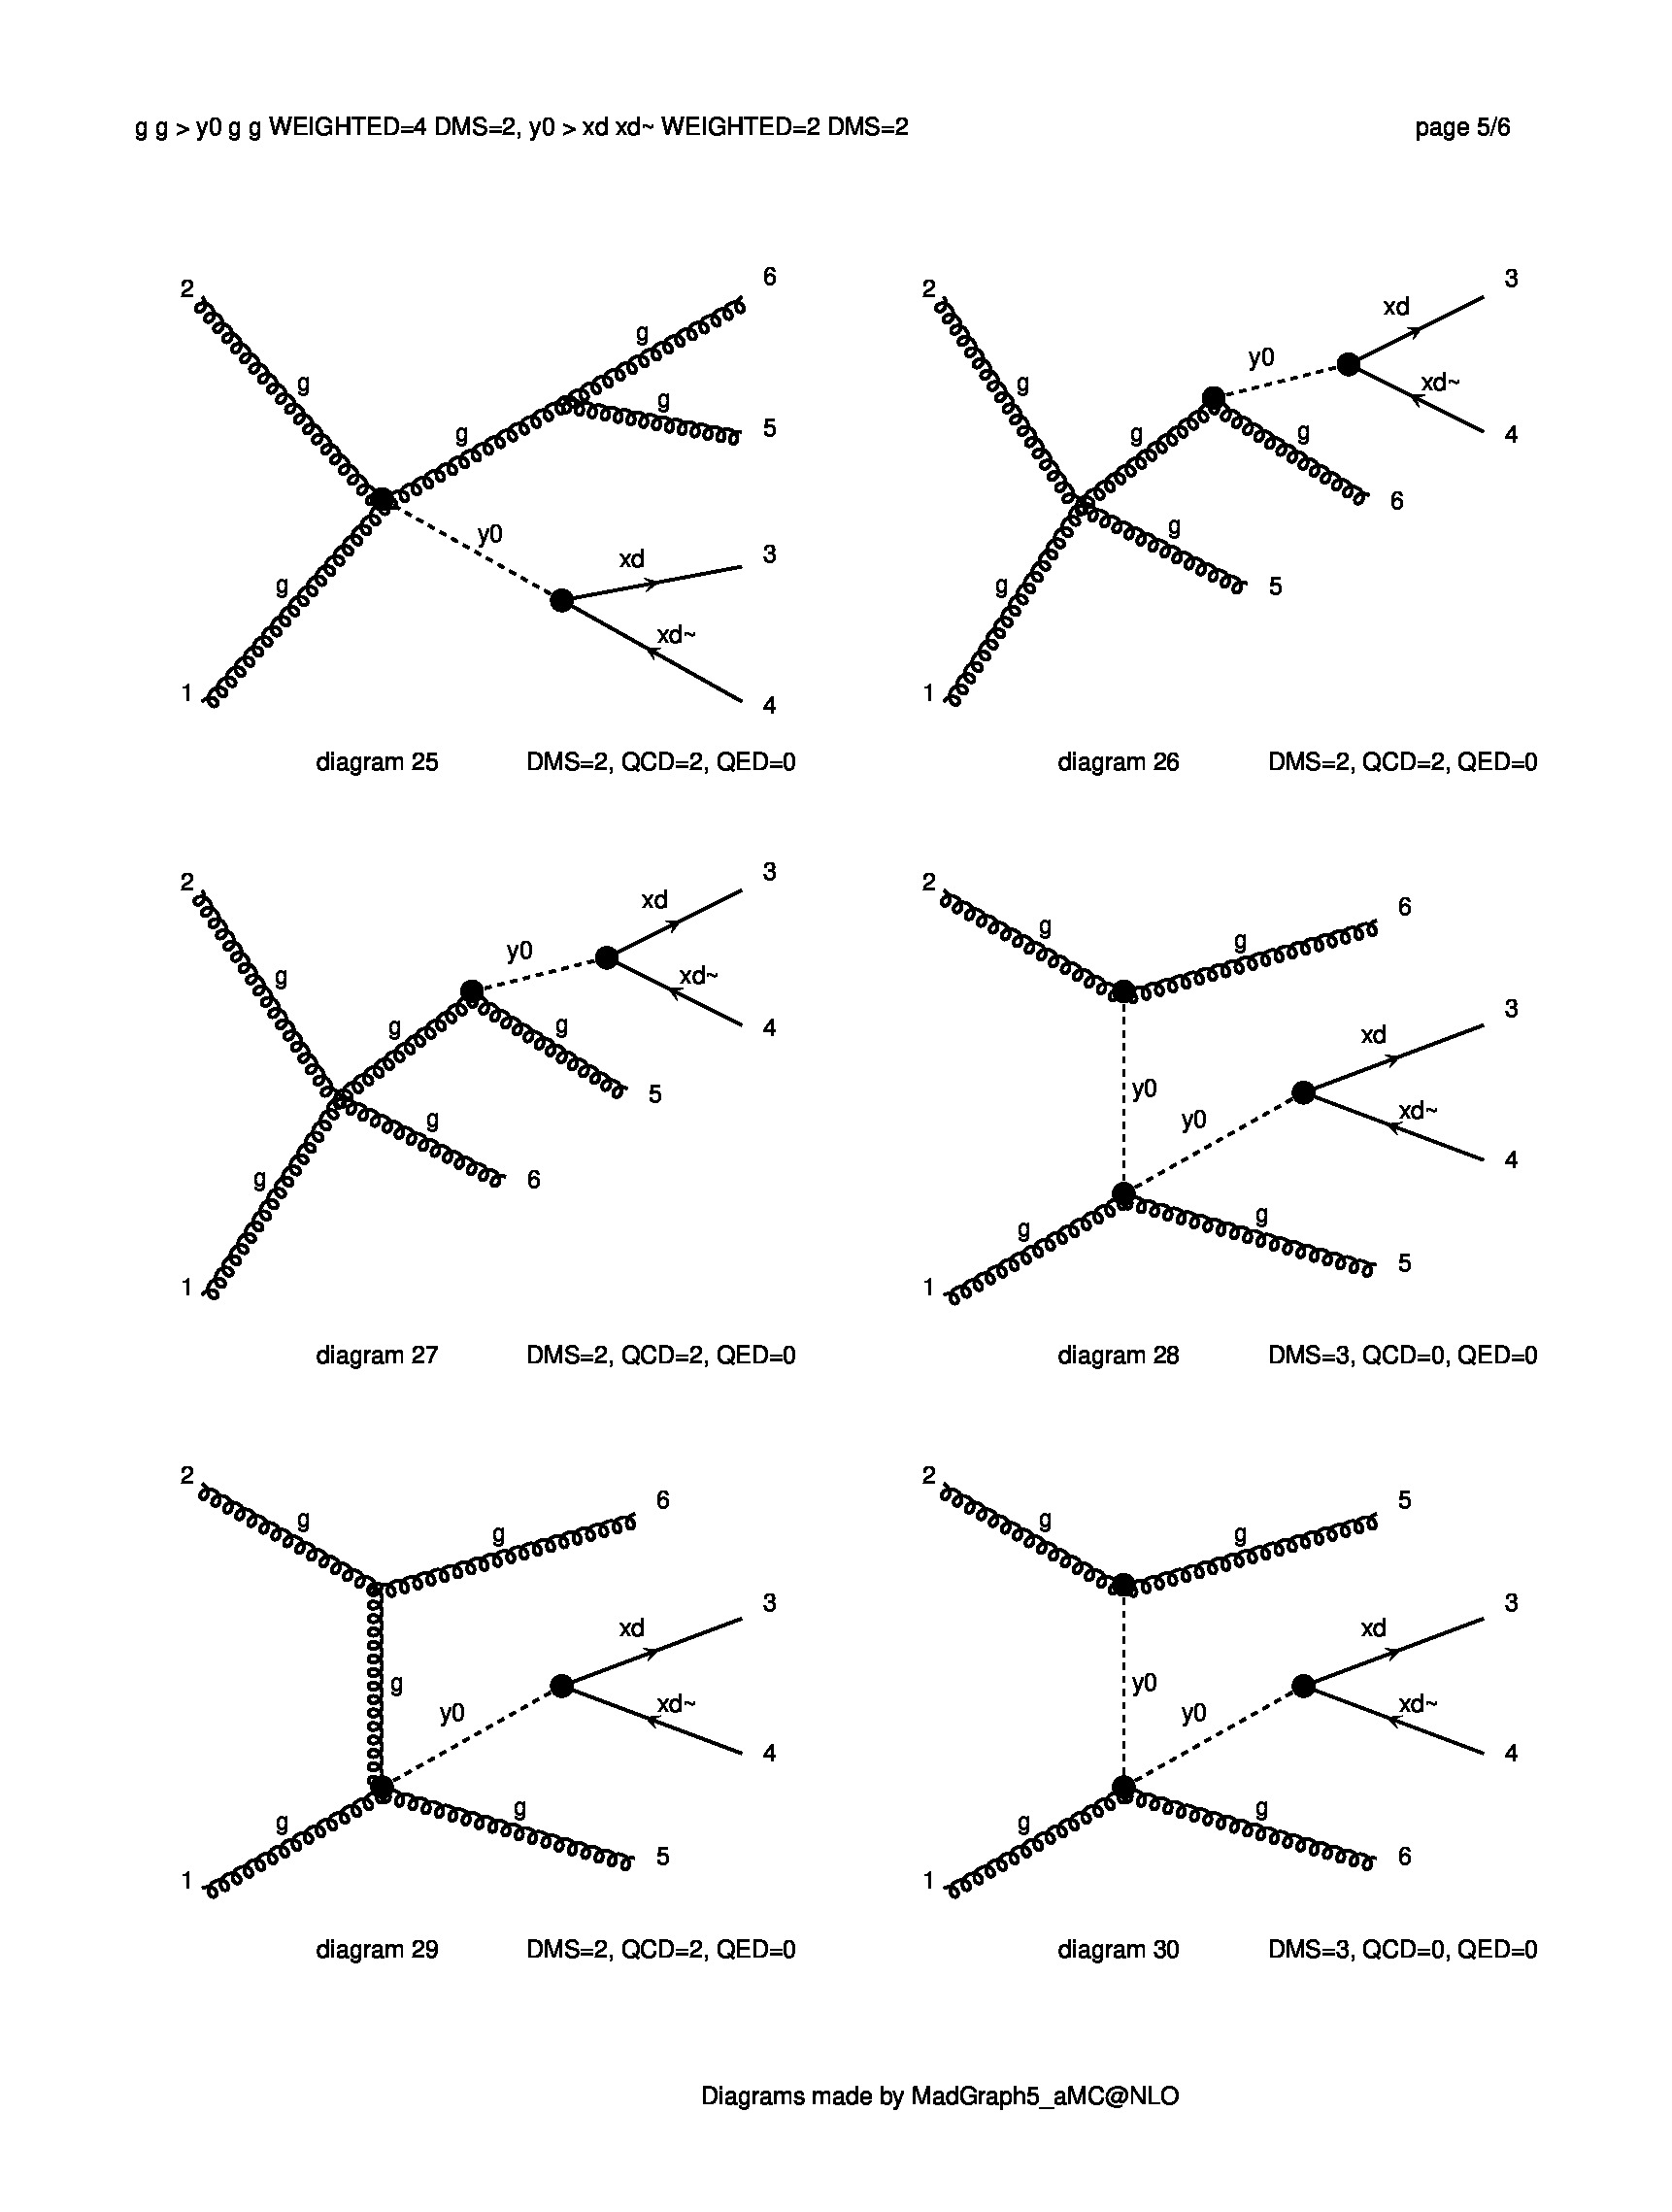 g g > y0 g g WEIGHTED=4 DMS=2, y0 > xd xd~ WEIGHTED=2 DMS=2 page 5/6
2
g
6
g
g
5
g
y0
g
xd
3
xd~
1
4
diagram 25 DMS=2, QCD=2, QED=0
2
g
xd
3
y0
xd~
4
g
g
6
g
g
5
1
diagram 26 DMS=2, QCD=2, QED=0
2
g
xd
3
y0
xd~
4
g
g
5
g
g
6
1
diagram 27 DMS=2, QCD=2, QED=0
2
g
g
6
xd
3
y0
y0
xd~
4
g
g
5
1
diagram 28 DMS=3, QCD=0, QED=0
2
g
g
6
xd
3
g
y0
xd~
4
g
g
5
1
diagram 29 DMS=2, QCD=2, QED=0
2
g
g
5
xd
3
y0
y0
xd~
4
g
g
6
1
diagram 30 DMS=3, QCD=0, QED=0
Diagrams made by MadGraph5_aMC@NLO